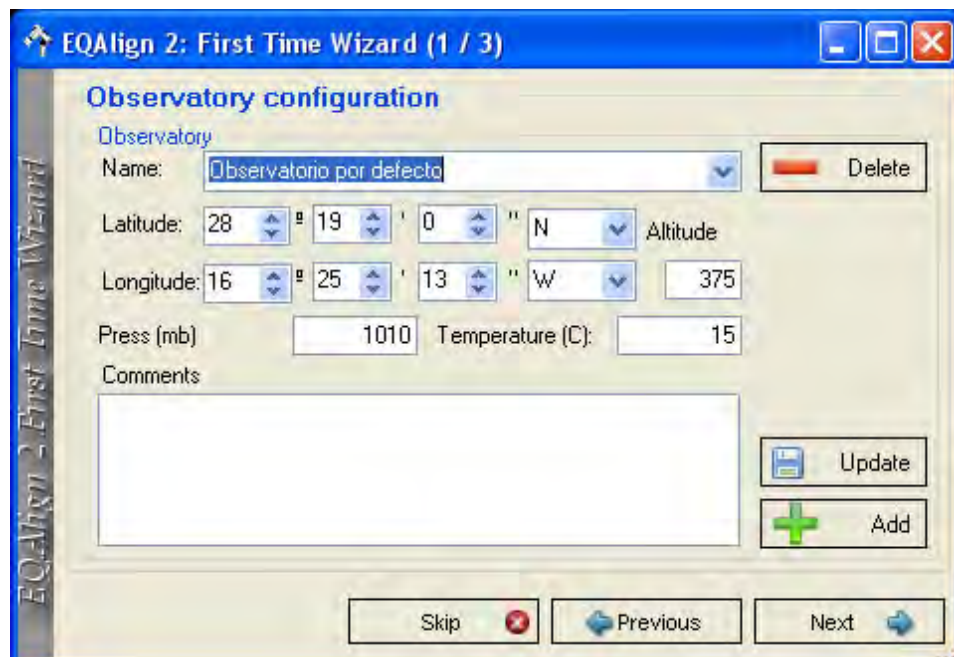 EQAlign 2: First Time Wizard (1 / 3)
EQAlign 2 First Time Wizard
Observatory configuration
Observatory
Name: Observatorio por defecto Delete
Latitude: 28 º 19 ' 0 " N Altitude
Longitude: 16 º 25 ' 13 " W 375
Press (mb) 1010 Temperature (C): 15
Comments
Update
Add
Skip Previous Next